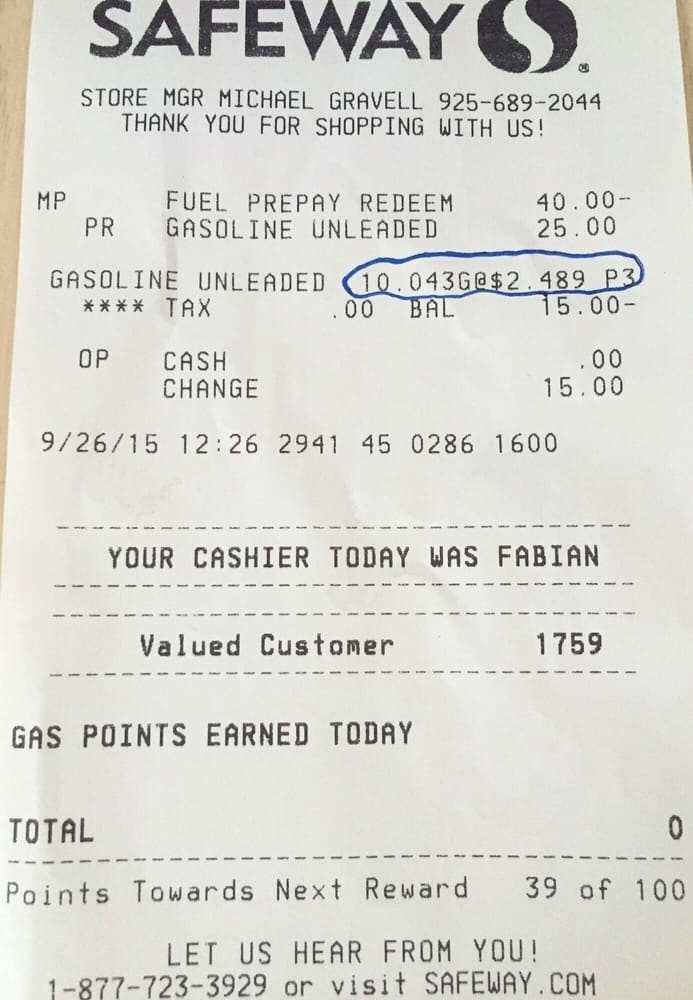 SAFEWAY
STORE MGR MICHAEL GRAVELL 925-689-2044
THANK YOU FOR SHOPPING WITH US!
MP FUEL PREPAY REDEEM 40.00-
PR GASOLINE UNLEADED 25.00
GASOLINE UNLEADED 10.043G@$2.489 P3
**** TAX .00 BAL 15.00-
OP CASH .00
CHANGE 15.00
9/26/15 12:26 2941 45 0286 1600
YOUR CASHIER TODAY WAS FABIAN
Valued Customer 1759
GAS POINTS EARNED TODAY
TOTAL 0
Points Towards Next Reward 39 of 100
LET US HEAR FROM YOU!
1-877-723-3929 or visit SAFEWAY.COM